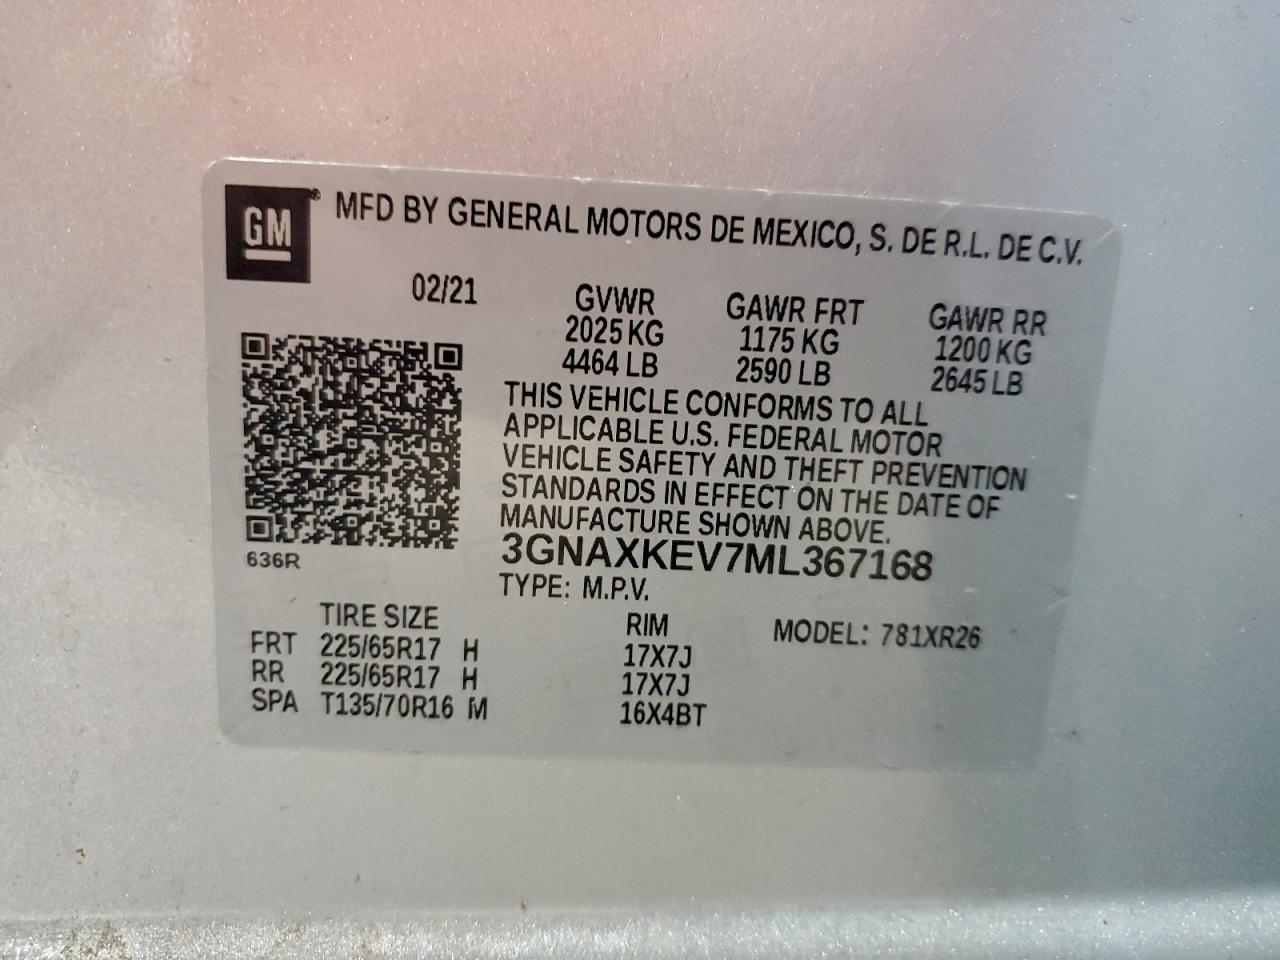 GM ® MFD BY GENERAL MOTORS DE MEXICO, S. DE R.L. DE C.V.
02/21 GVWR GAWR FRT GAWR RR
2025 KG 1175 KG 1200 KG
4464 LB 2590 LB 2645 LB
THIS VEHICLE CONFORMS TO ALL
APPLICABLE U.S. FEDERAL MOTOR
VEHICLE SAFETY AND THEFT PREVENTION
STANDARDS IN EFFECT ON THE DATE OF
MANUFACTURE SHOWN ABOVE.
3GNAXKEV7ML367168
636R
TYPE: M.P.V.
TIRE SIZE RIM MODEL: 781XR26
FRT 225/65R17 H 17X7J
RR 225/65R17 H 17X7J
SPA T135/70R16 M 16X4BT